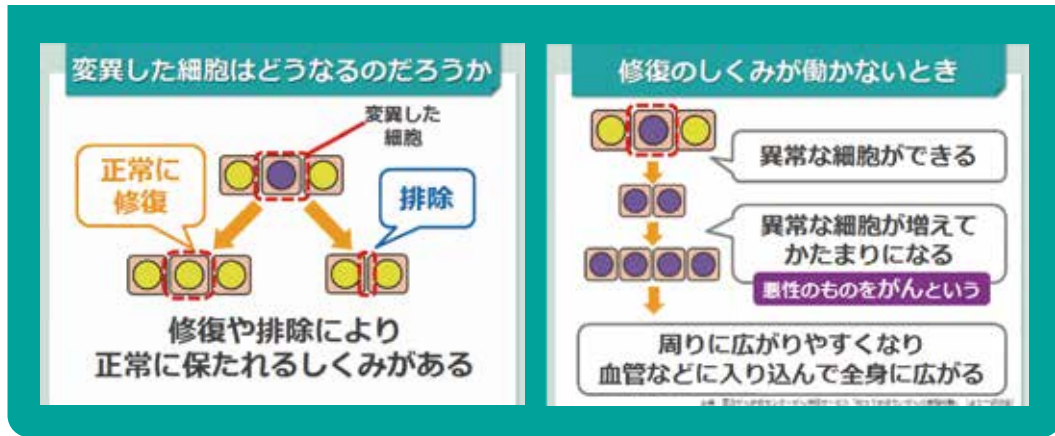 変異した細胞はどうなるのだろうか
変異した
細胞
正常に
修復
排除
修復や排除により
正常に保たれるしくみがある
修復のしくみが働かないとき
異常な細胞ができる
異常な細胞が増えて
かたまりになる
悪性のものをがんという
周りに広がりやすくなり
血管などに入り込んで全身に広がる